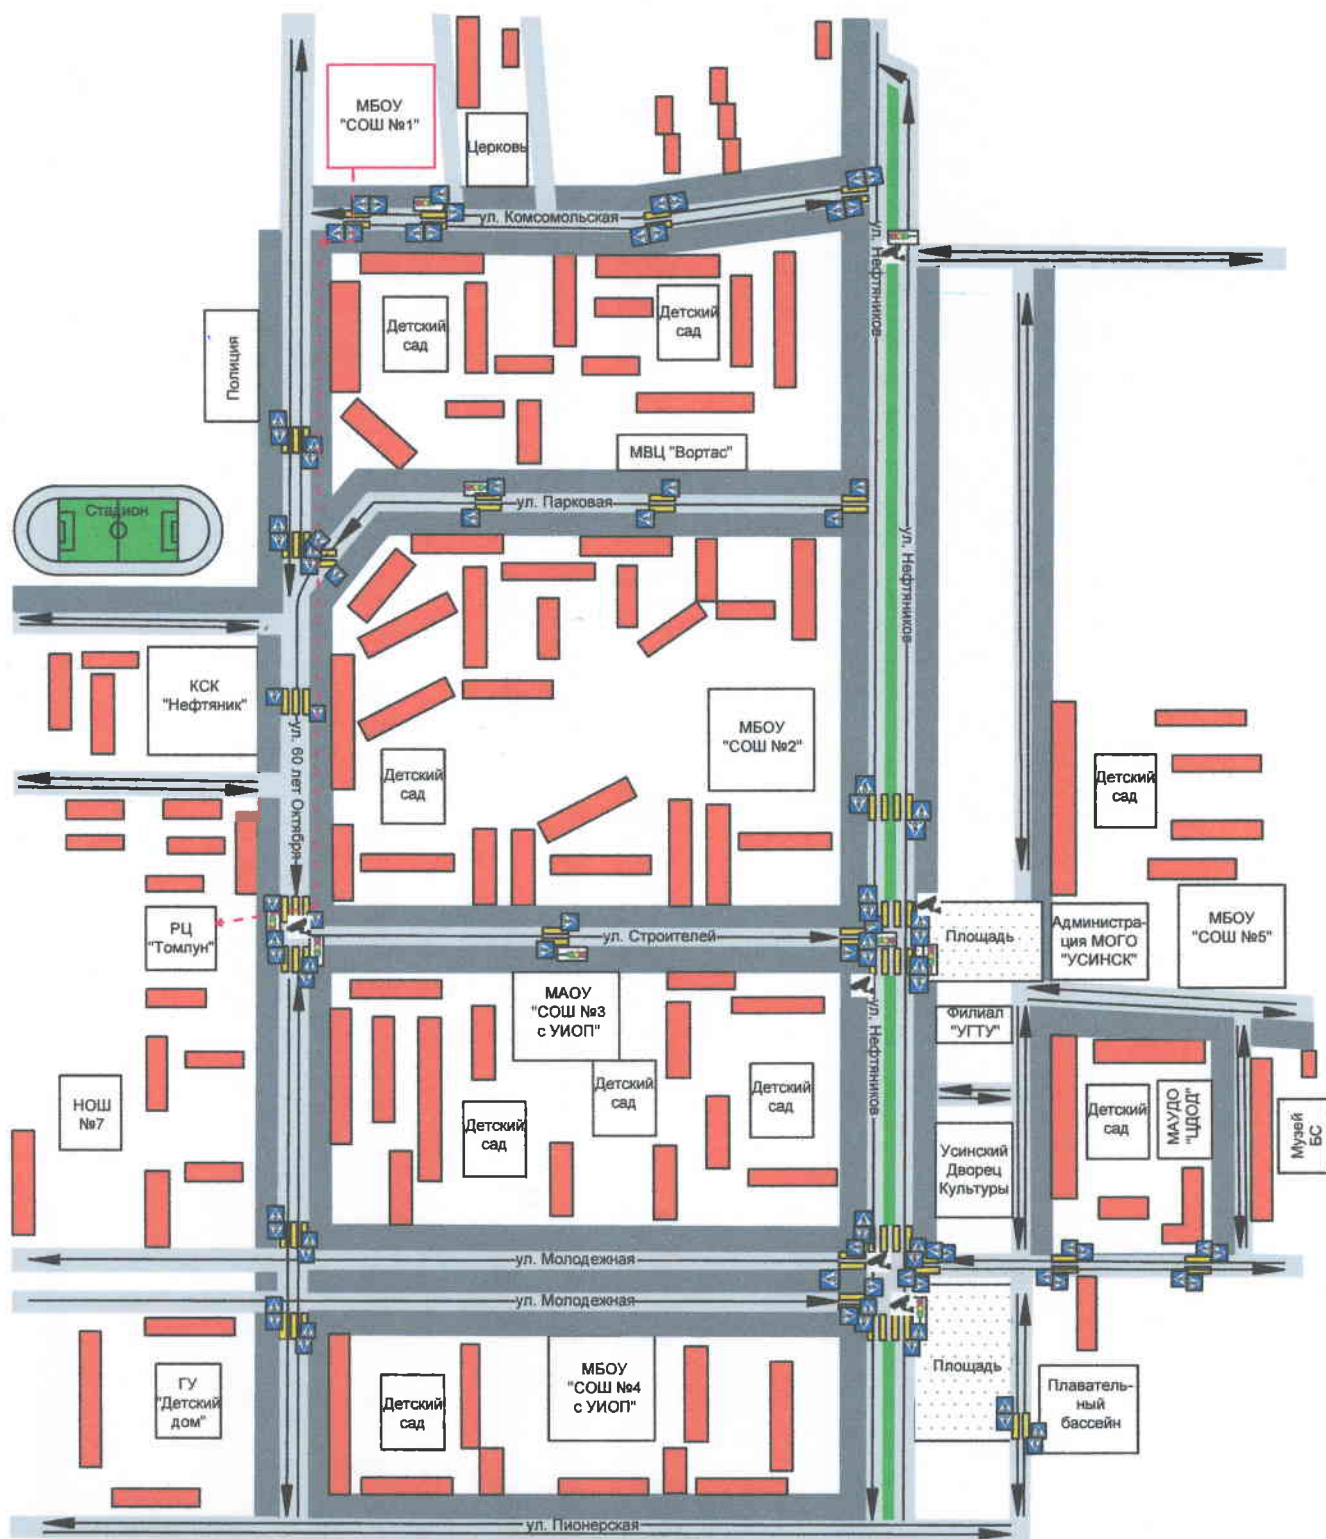 МБОУ
"СОШ №1"
Церковь
ул. Комсомольская
ул. Нефтяников
Детский
сад
Детский
сад
Полиция
МВЦ "Вортас"
ул. Парковая
Стадион
ул. Нефтяников
КСК
"Нефтяник"
МБОУ
"СОШ №2"
ул. 60 лет Октября
Детский
сад
Детский
сад
РЦ
"Томлун"
ул. Строителей
Площадь
Администра-
ция МОГО
"УСИНСК"
МБОУ
"СОШ №5"
МАОУ
"СОШ №3
с УИОП"
ул. Нефтяников
Филиал
"УГТУ"
НОШ
№7
Детский
сад
Детский
сад
Детский
сад
Детский
сад
МАУДО
"ЦДОД"
Музей
БС
Усинский
Дворец
Культуры
ул. Молодежная
ул. Молодежная
ГУ
"Детский
дом"
Детский
сад
МБОУ
"СОШ №4
с УИОП"
Площадь
Плаватель-
ный
бассейн
ул. Пионерская